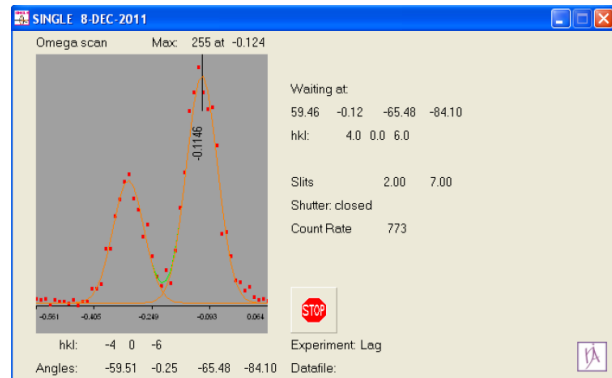 SINGLE 8-DEC-2011
Omega scan Max: 255 at -0.124
Waiting at:
59.46 -0.12 -65.48 -84.10
hkl: 4.0 0.0 6.0
-0.1146
Slits 2.00 7.00
Shutter: closed
Count Rate 773
STOP
-0.561 -0.405 -0.249 -0.093 0.064
hkl: -4 0 -6
Experiment: Lag
Angles: -59.51 -0.25 -65.48 -84.10
Datafile: